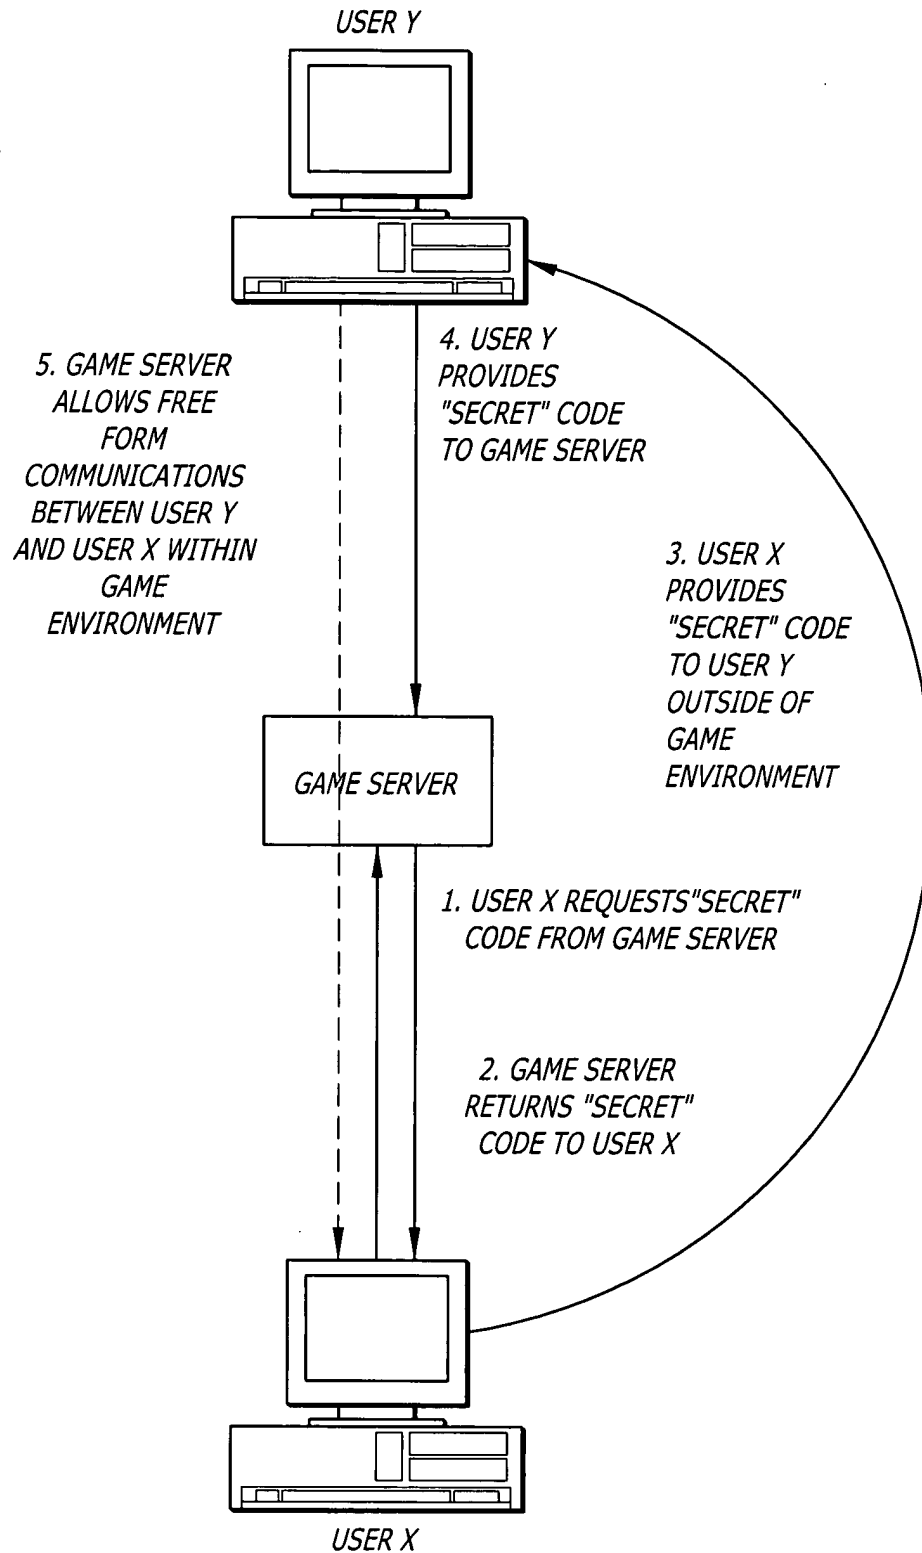 USER Y
5. GAME SERVER
ALLOWS FREE
FORM
COMMUNICATIONS
BETWEEN USER Y
AND USER X WITHIN
GAME
ENVIRONMENT
4. USER Y
PROVIDES
"SECRET" CODE
TO GAME SERVER
3. USER X
PROVIDES
"SECRET" CODE
TO USER Y
OUTSIDE OF
GAME
ENVIRONMENT
GAME SERVER
1. USER X REQUESTS"SECRET"
CODE FROM GAME SERVER
2. GAME SERVER
RETURNS "SECRET"
CODE TO USER X
USER X